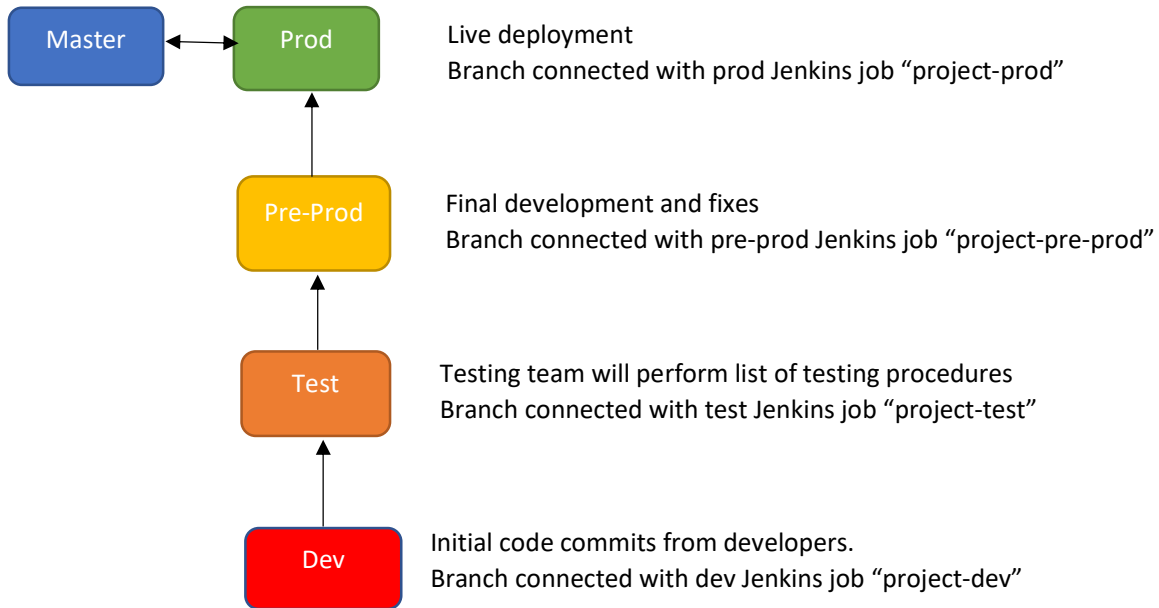 Master
Prod
Live deployment
Branch connected with prod Jenkins job “project-prod”
Pre-Prod
Final development and fixes
Branch connected with pre-prod Jenkins job “project-pre-prod”
Test
Testing team will perform list of testing procedures
Branch connected with test Jenkins job “project-test”
Dev
Initial code commits from developers.
Branch connected with dev Jenkins job “project-dev”